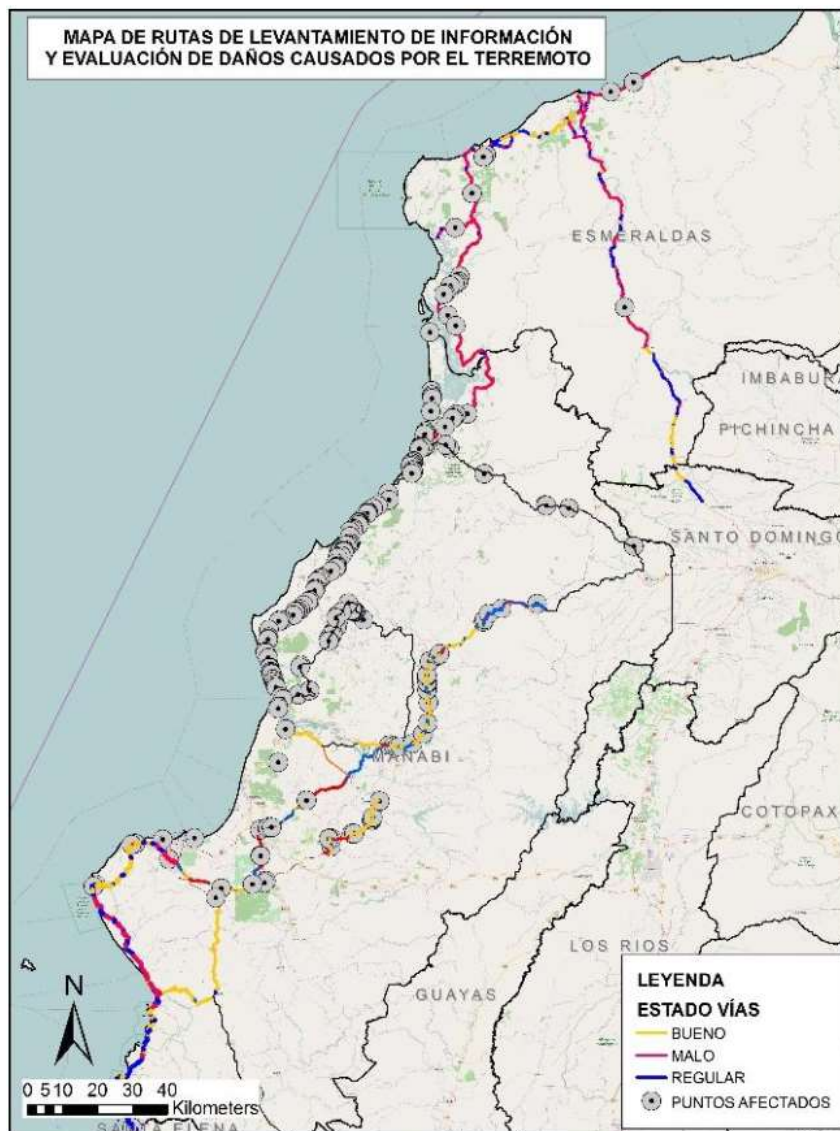 MAPA DE RUTAS DE LEVANTAMIENTO DE INFORMACIÓN
Y EVALUACIÓN DE DAÑOS CAUSADOS POR EL TERREMOTO
ESMERALDAS
IMBABURA
PICHINCHA
SANTO DOMINGO
MANABI
COTOPAX
LOS RIOS
GUAYAS
LEYENDA
ESTADO VÍAS
BUENO
MALO
REGULAR
PUNTOS AFECTADOS
N
0 5 10 20 30 40
Kilometers
SANTA ELENA